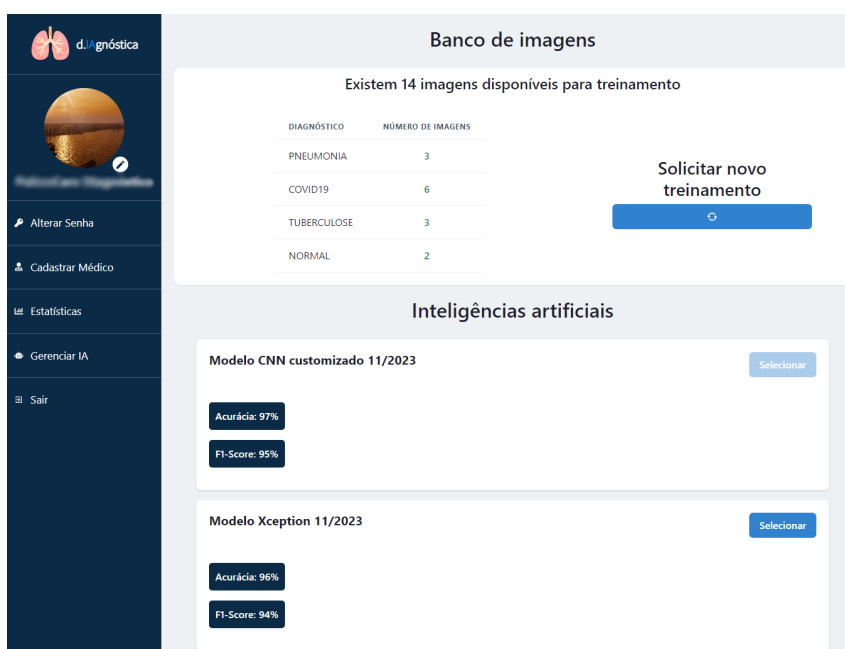 d.IAgnóstica
Alterar Senha
Cadastrar Médico
Estatísticas
Gerenciar IA
Sair
Banco de imagens
Existem 14 imagens disponíveis para treinamento
DIAGNÓSTICO NÚMERO DE IMAGENS
PNEUMONIA 3
COVID19 6
TUBERCULOSE 3
NORMAL 2
Solicitar novo
treinamento
Inteligências artificiais
Modelo CNN customizado 11/2023 Selecionar
Acurácia: 97%
F1-Score: 95%
Modelo Xception 11/2023 Selecionar
Acurácia: 96%
F1-Score: 94%